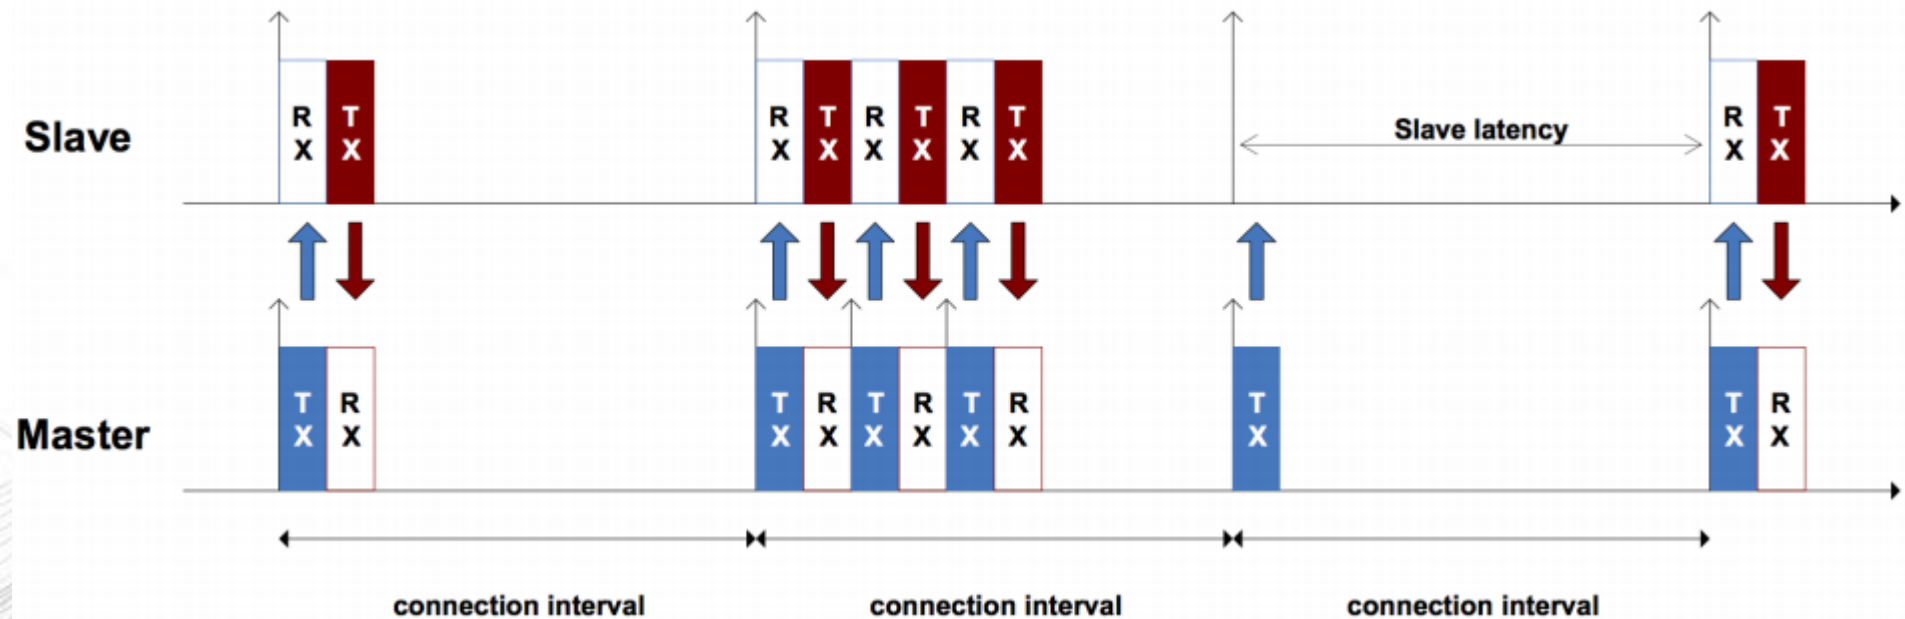 R T R T R T R T R T
X X X X X X X X X X
Slave
Slave latency
T R T R T R T R T T R
X X X X X X X X X X X
Master
connection interval connection interval connection interval